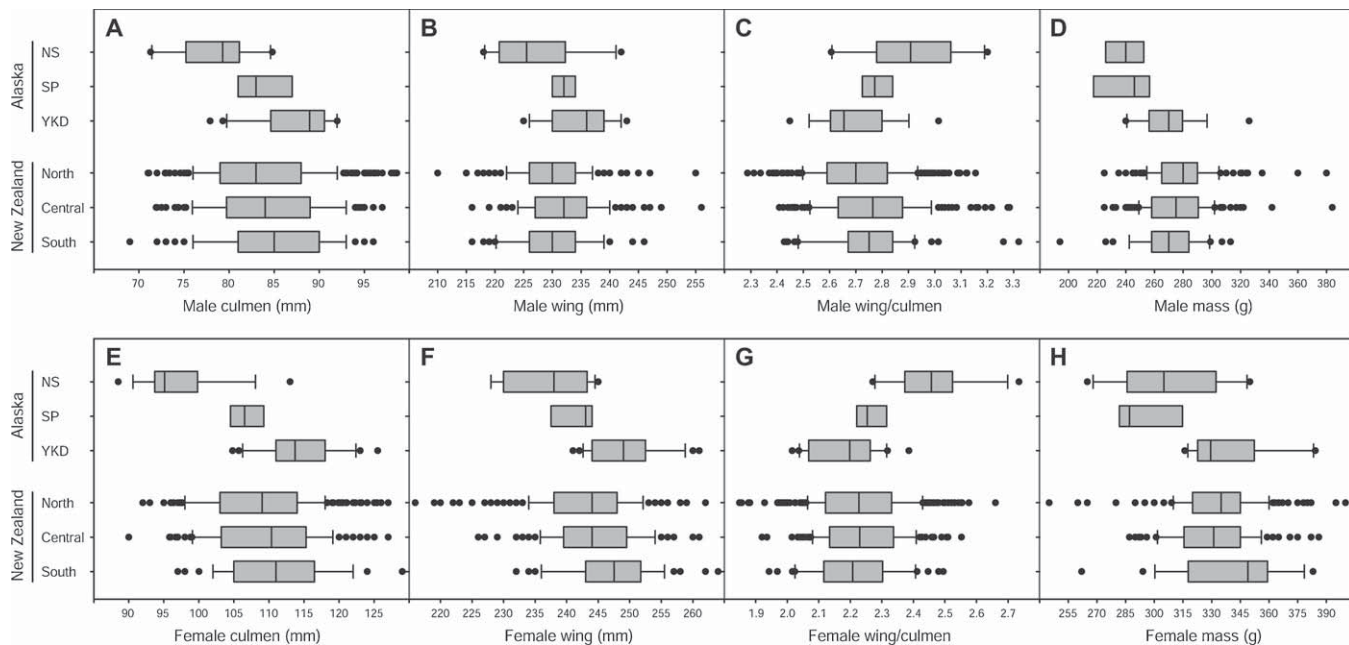 A
B
C
D
Alaska
NS
SP
YKD
New Zealand
North
Central
South
70 75 80 85 90 95
210 215 220 225 230 235 240 245 250 255
2.3 2.4 2.5 2.6 2.7 2.8 2.9 3.0 3.1 3.2 3.3
200 220 240 260 280 300 320 340 360 380
Male culmen (mm)
Male wing (mm)
Male wing/culmen
Male mass (g)
E
F
G
H
Alaska
NS
SP
YKD
New Zealand
North
Central
South
90 95 100 105 110 115 120 125
220 230 240 250 260
1.9 2.0 2.1 2.2 2.3 2.4 2.5 2.6 2.7
255 270 285 300 315 330 345 360 375 390
Female culmen (mm)
Female wing (mm)
Female wing/culmen
Female mass (g)